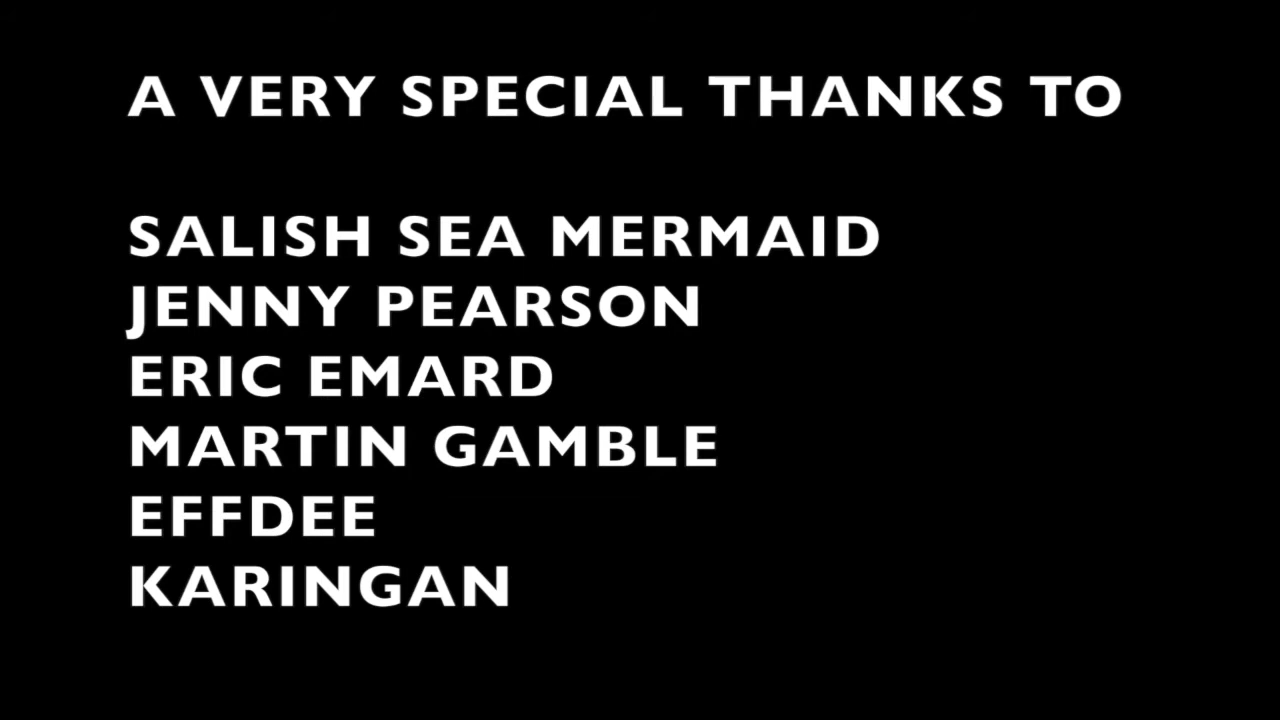 A VERY SPECIAL THANKS TO
SALISH SEA MERMAID
JENNY PEARSON
ERIC EMARD
MARTIN GAMBLE
EFFDEE
KARINGAN